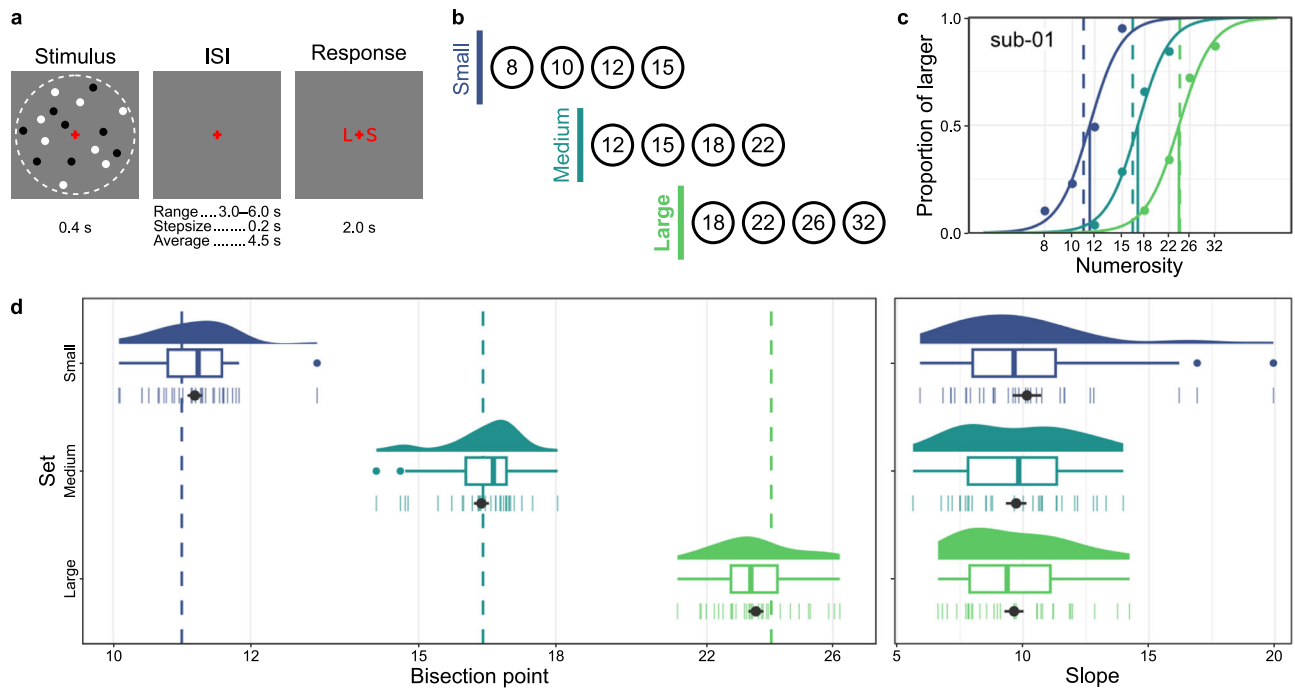 a
Stimulus
ISI
Response
L + S
0.4 s
Range ....3.0–6.0 s
Stepsize ........0.2 s
Average ........4.5 s
2.0 s
b
Small
8 10 12 15
Medium
12 15 18 22
Large
18 22 26 32
c
sub-01
Proportion of larger
1.0
0.5
0.0
8 10 12 15 18 22 26 32
Numerosity
d
Set
Small
Medium
Large
10 12 15 18 22 26
Bisection point
5 10 15 20
Slope